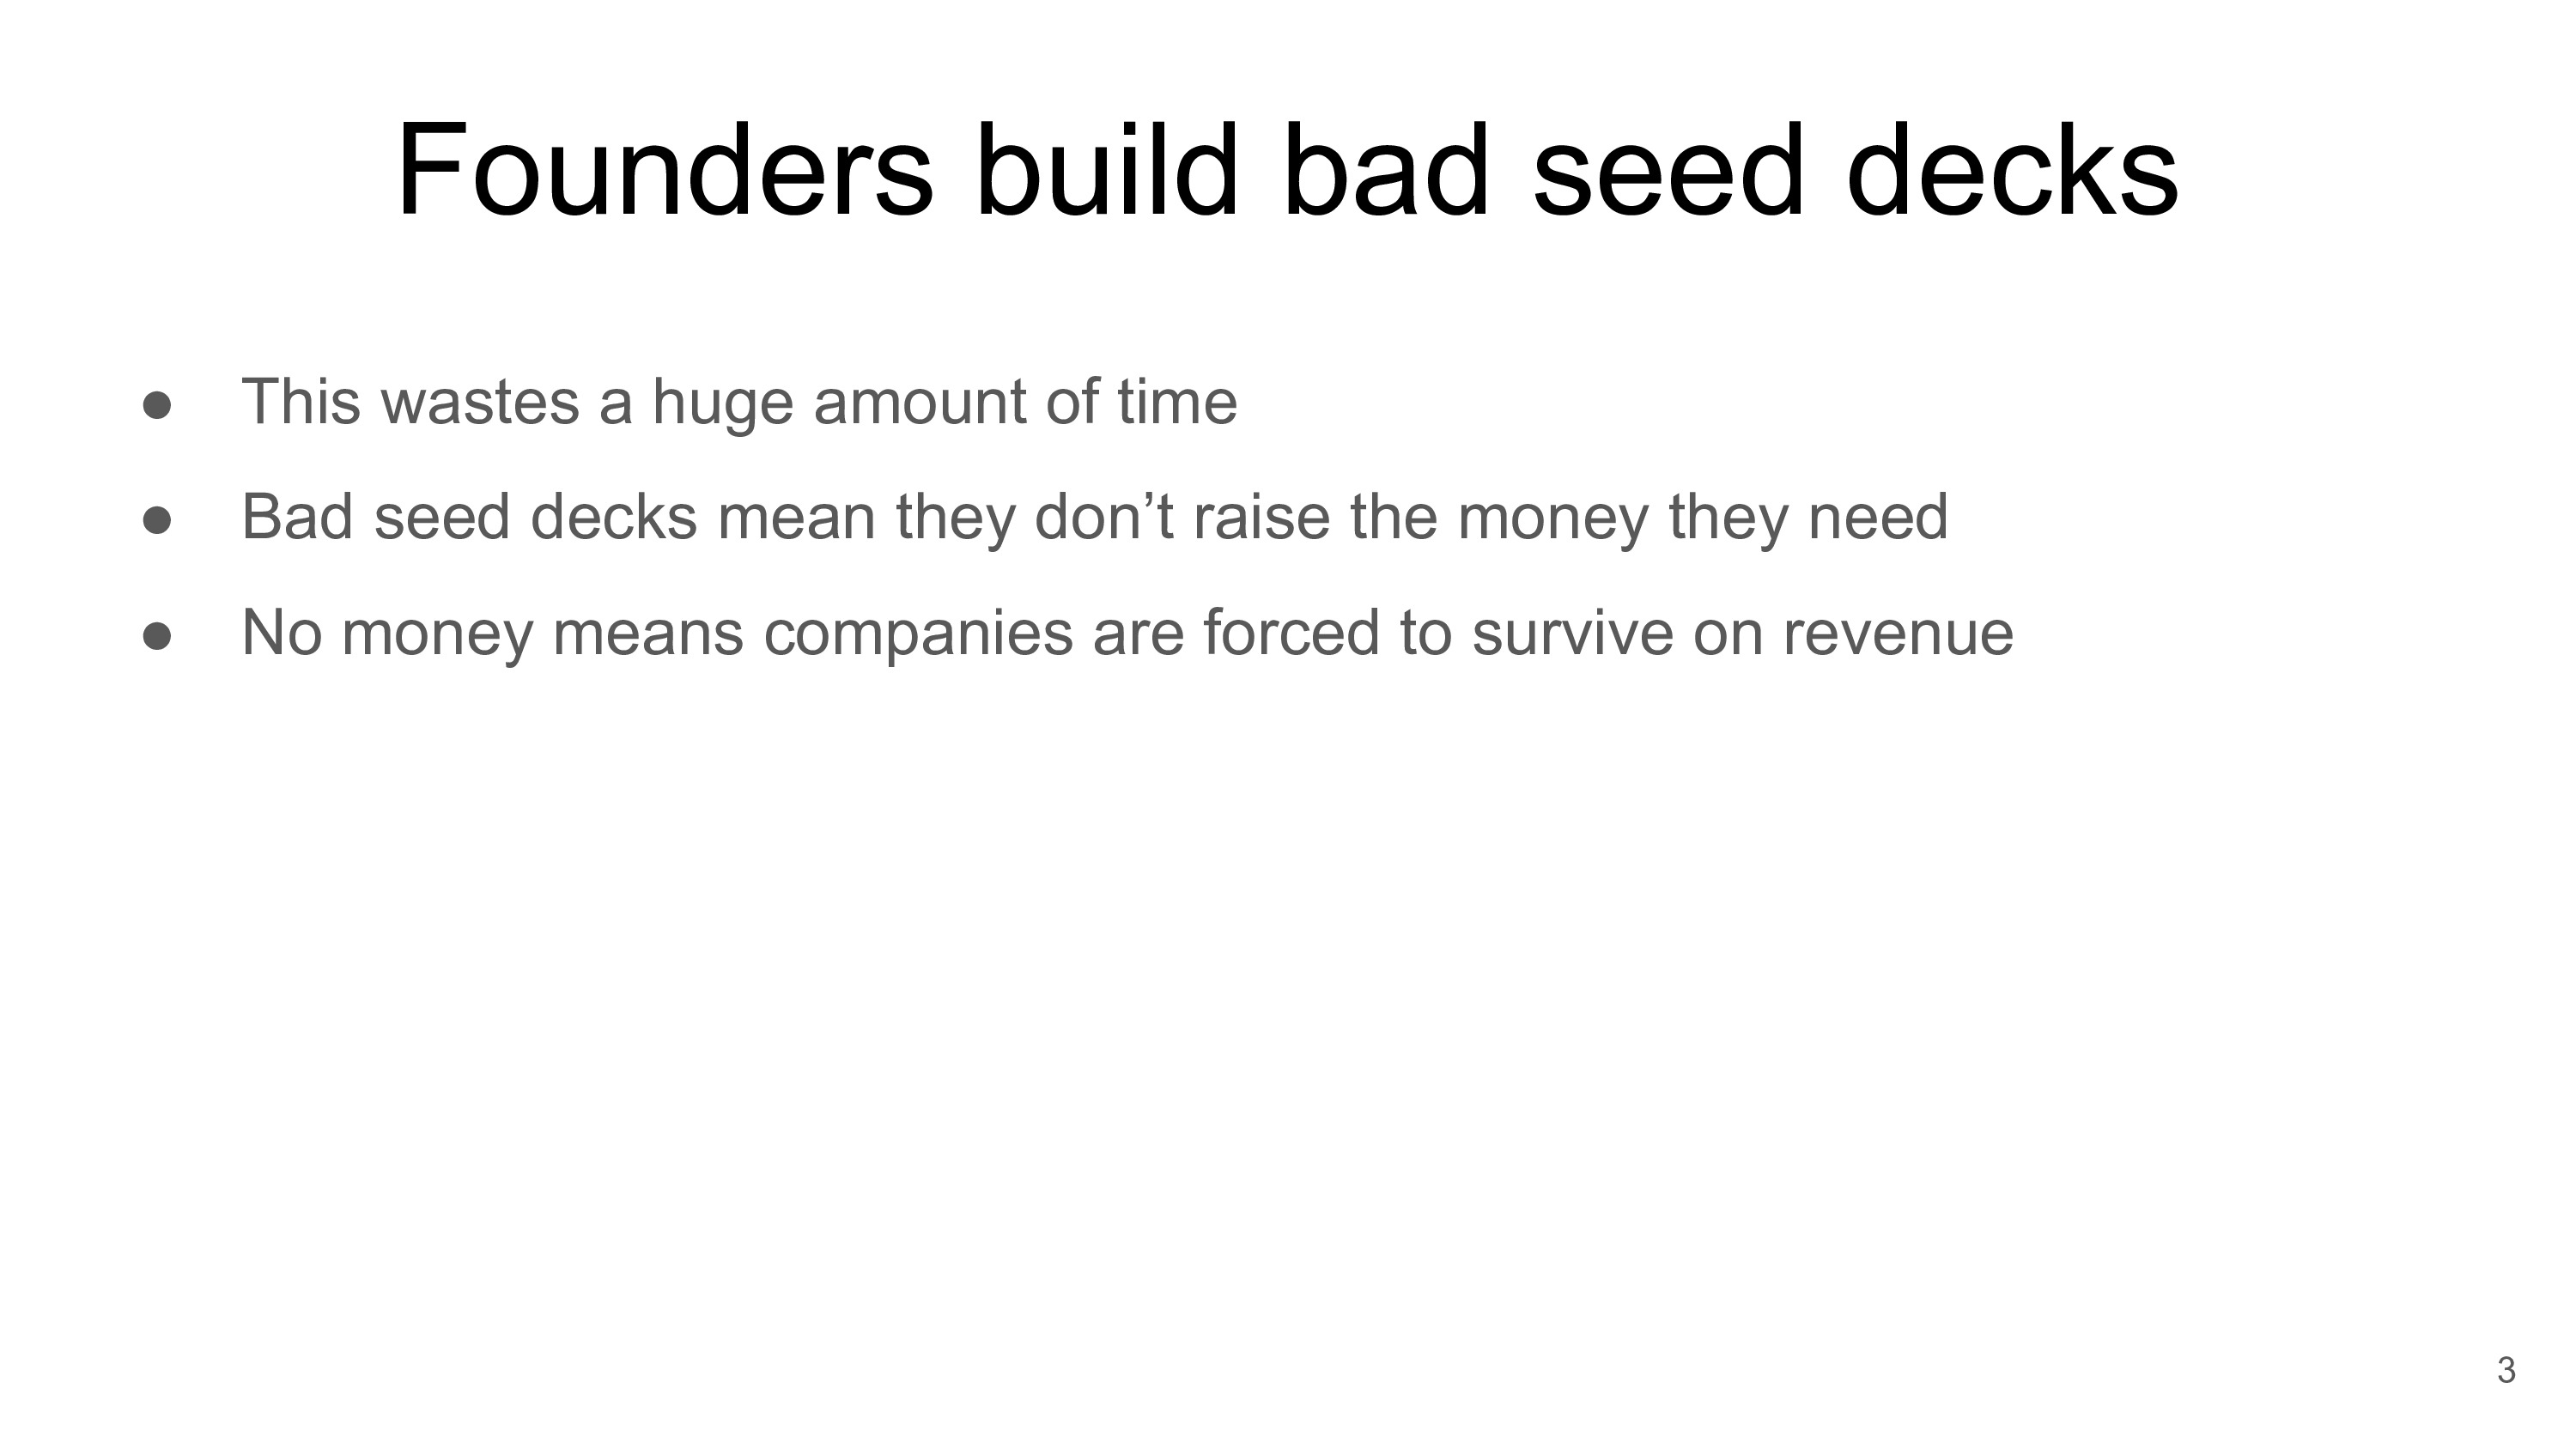 Founders build bad seed decks
● This wastes a huge amount of time
● Bad seed decks mean they don’t raise the money they need
● No money means companies are forced to survive on revenue
3